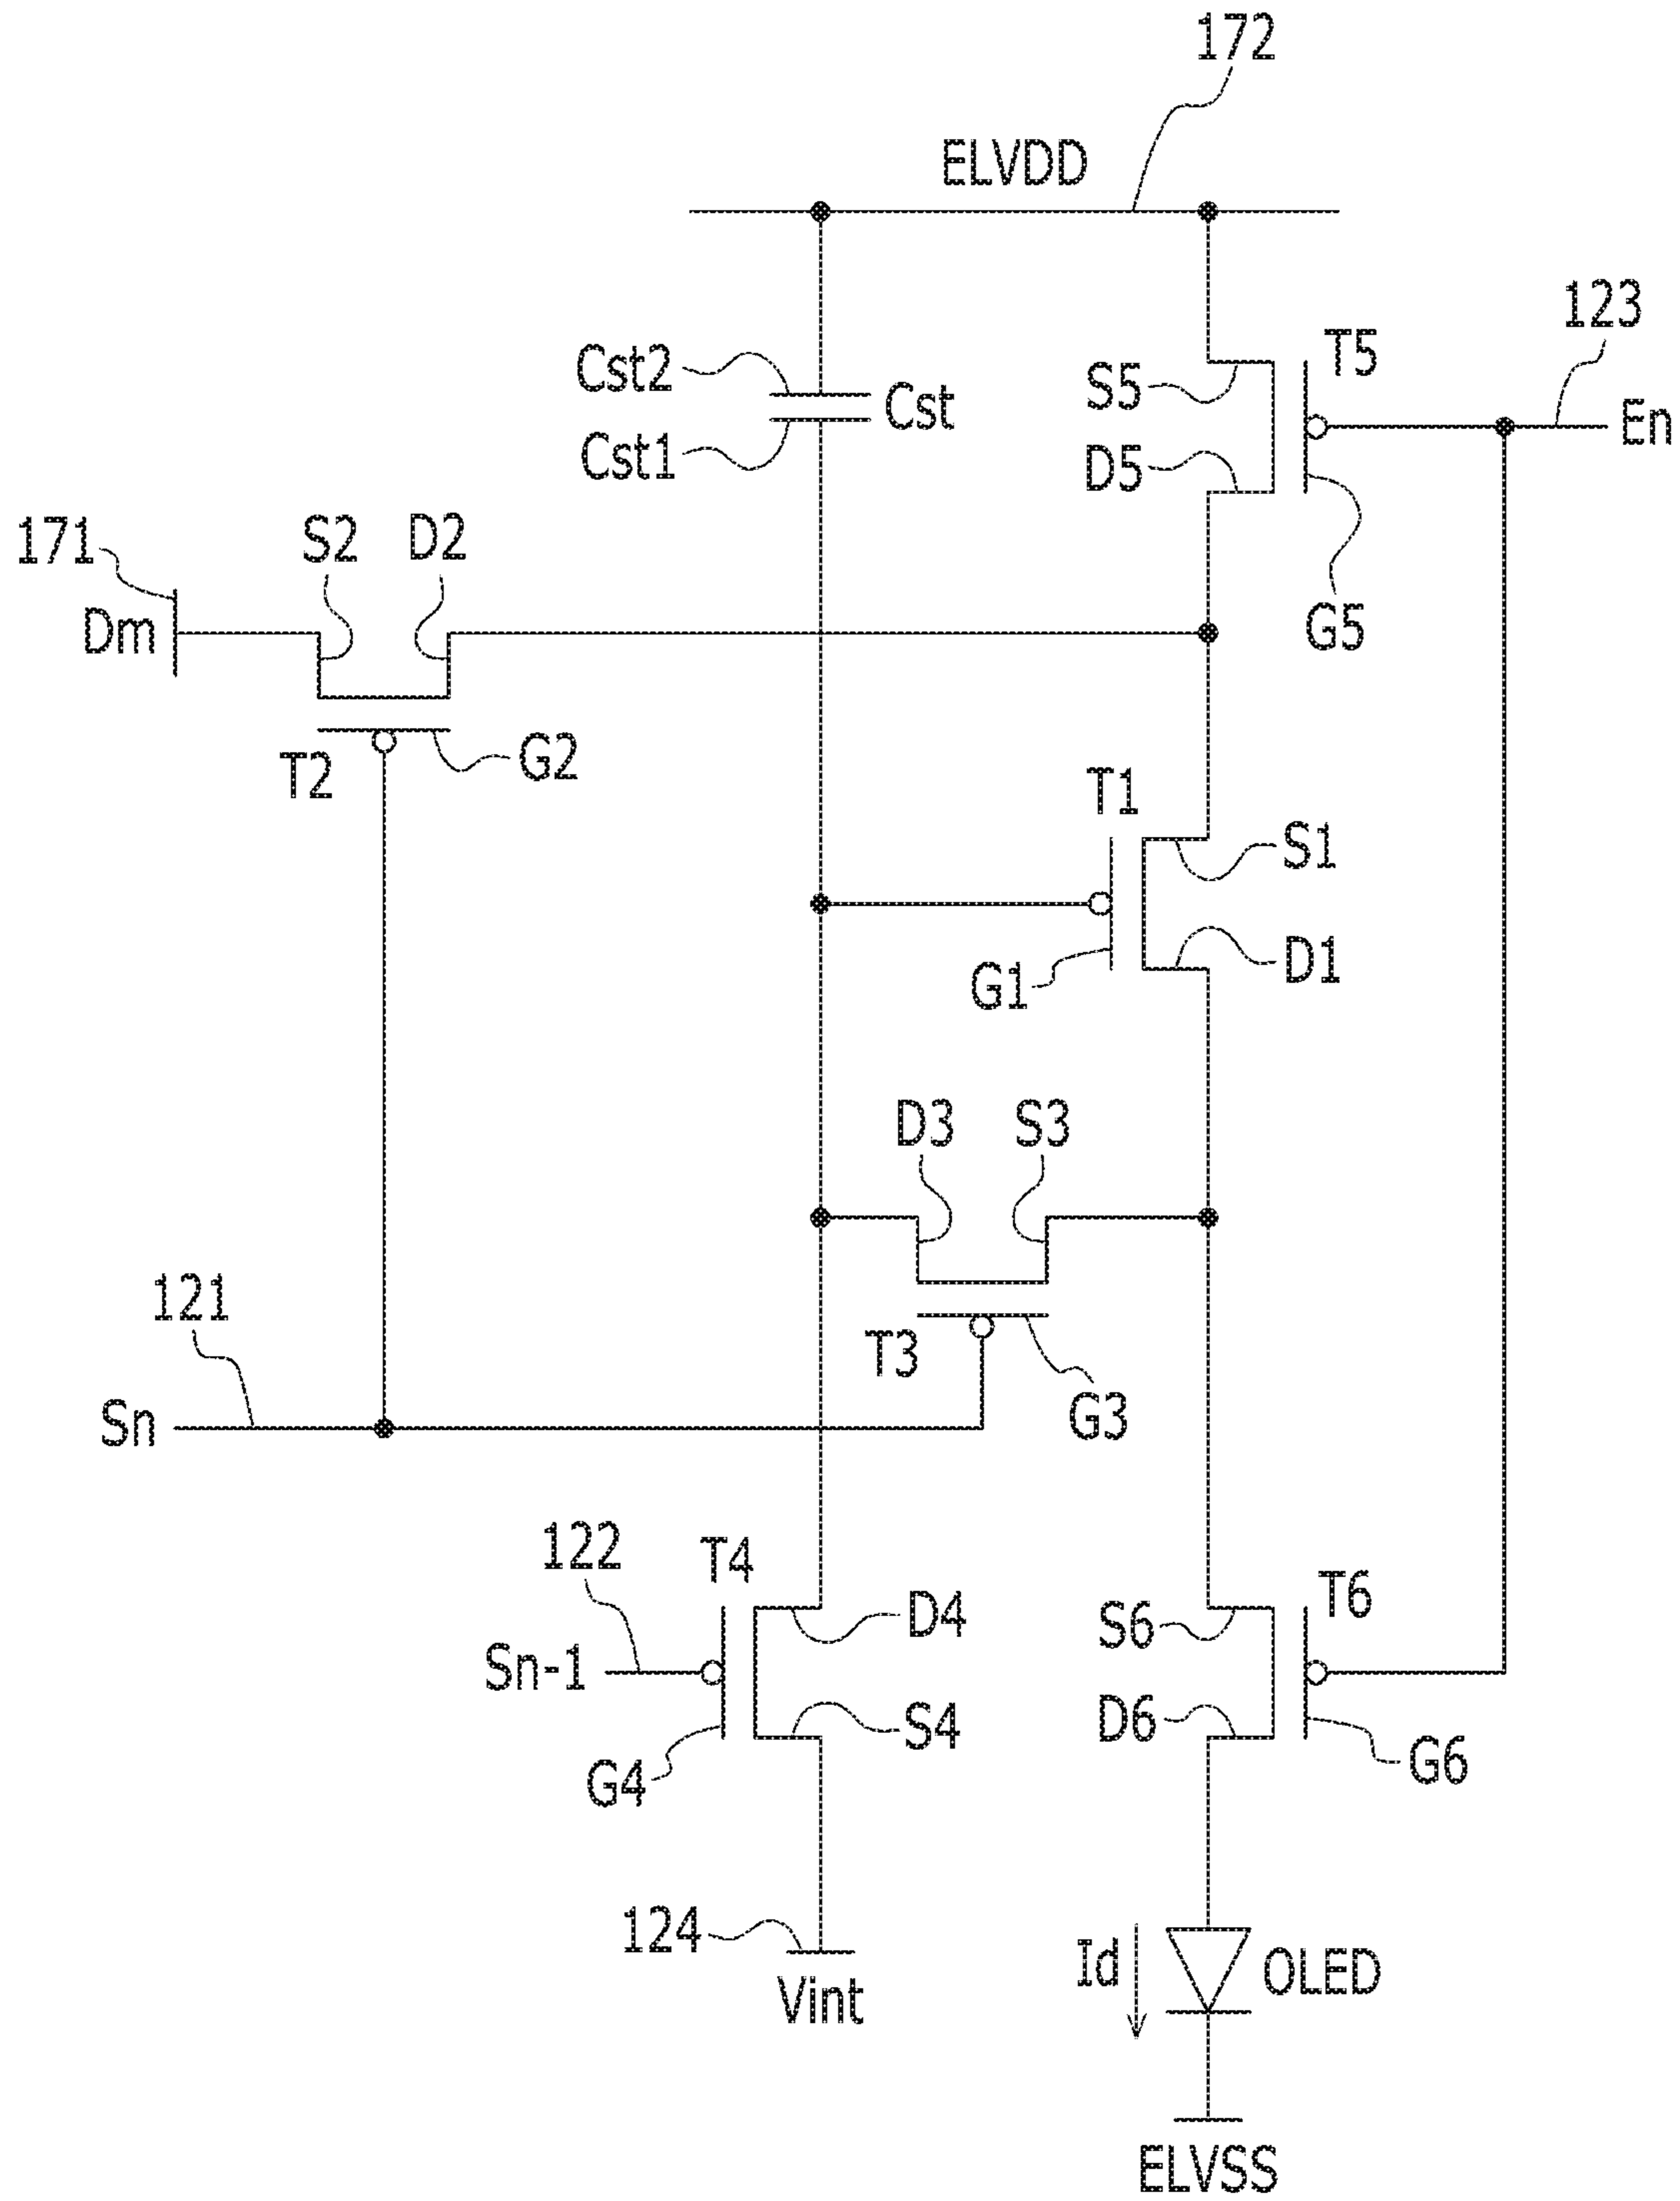 172
ELVDD
123
T5
Cst2
S5
Cst
En
Cst1
D5
171
S2
D2
Dm
G5
G2
T2
T1
S1
D1
G1
D3
S3
121
T3
G3
Sn
122
T4
T6
D4
S6
Sn-1
S4
D6
G4
G6
124
Id
OLED
Vint
ELVSS